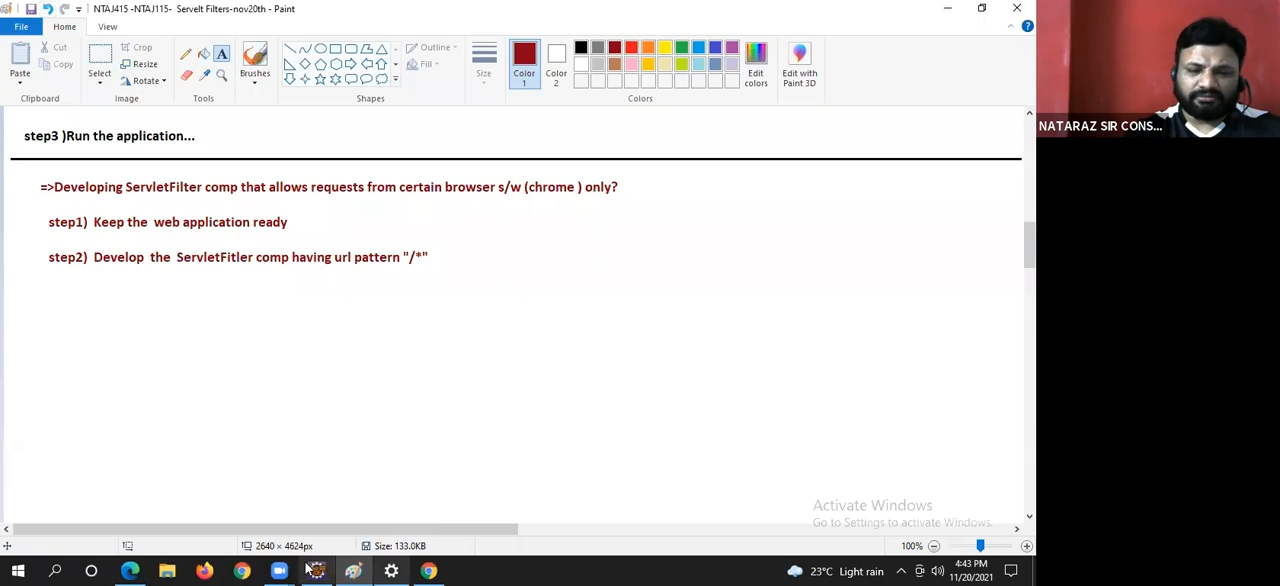 NTAJ415 -NTAJ115- Servelt Filters-nov20th - Paint
File Home View
Paste Cut Copy Clipboard
Select Crop Resize Rotate Image
Tools
Brushes
Shapes Outline Fill
Size
Color 1 Color 2 Colors
Edit colors
Edit with Paint 3D
NATARAZ SIR CONS...
step3 )Run the application...
=>Developing ServletFilter comp that allows requests from certain browser s/w (chrome ) only?
step1) Keep the web application ready
step2) Develop the ServletFitler comp having url pattern "/*"
Activate Windows
Go to Settings to activate Windows.
2640 × 4624px Size: 133.0KB 100%
23°C Light rain 4:43 PM
11/20/2021